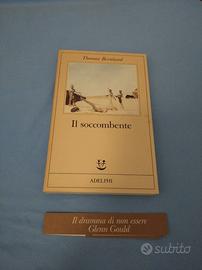 Thomas Bernhard
Il soccombente
ADELPHI
Il dramma di non essere
Glenn Gould
subito